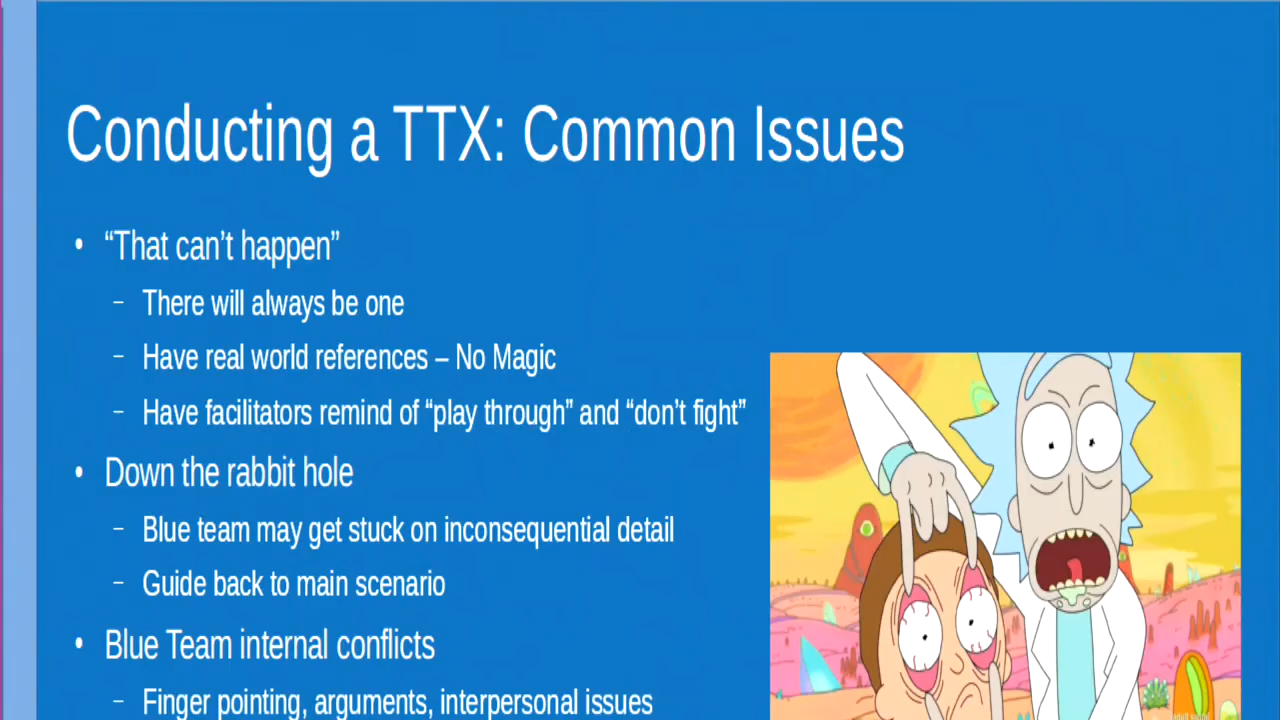 Conducting a TTX: Common Issues
• “That can’t happen”
– There will always be one
– Have real world references – No Magic
– Have facilitators remind of “play through” and “don’t fight”
• Down the rabbit hole
– Blue team may get stuck on inconsequential detail
– Guide back to main scenario
• Blue Team internal conflicts
– Finger pointing, arguments, interpersonal issues